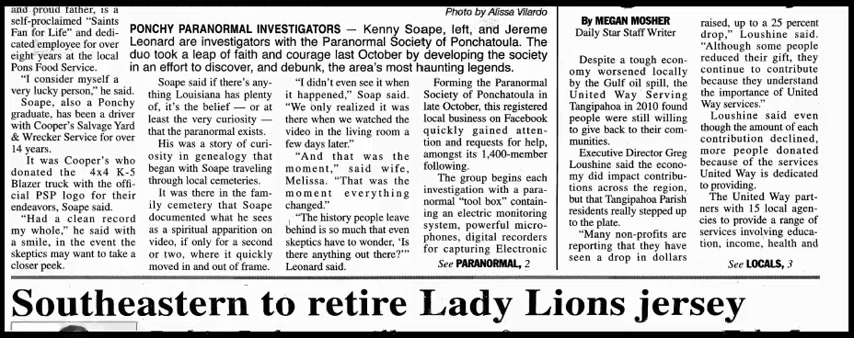 Photo by Alissa Vilardo
PONCHY PARANORMAL INVESTIGATORS — Kenny Soape, left, and Jereme
Leonard are investigators with the Paranormal Society of Ponchatoula. The
duo took a leap of faith and courage last October by developing the society
in an effort to discover, and debunk, the area's most haunting legends.
and proud father, is a
self-proclaimed "Saints
Fan for Life" and dedi-
cated employee for over
eight years at the local
Pons Food Service.
"I consider myself a
very lucky person," he said.
Soape, also a Ponchy
graduate, has been a driver
with Cooper's Salvage Yard
& Wrecker Service for over
14 years.
It was Cooper's who
donated the 4x4 K-5
Blazer truck with the offi-
cial PSP logo for their
endeavors, Soape said.
"Had a clean record
my whole," he said with
a smile, in the event the
skeptics may want to take a
closer peek.
Soape said if there's any-
thing Louisiana has plenty
of, it's the belief — or at
least the very curiosity —
that the paranormal exists.
His was a story of curi-
osity in genealogy that
began with Soape traveling
through local cemeteries.
It was there in the fam-
ily cemetery that Soape
documented what he sees
as a spiritual apparition on
video, if only for a second
or two, where it quickly
moved in and out of frame.
"I didn't even see it when
it happened," Soap said.
"We only realized it was
there when we watched the
video in the living room a
few days later."
"And that was the
moment," said wife,
Melissa. "That was the
moment everything
changed."
"The history people leave
behind is so much that even
skeptics have to wonder, 'Is
there anything out there?'"
Leonard said.
Forming the Paranormal
Society of Ponchatoula in
late October, this registered
local business on Facebook
quickly gained atten-
tion and requests for help,
amongst its 1,400-member
following.
The group begins each
investigation with a para-
normal "tool box" contain-
ing an electric monitoring
system, powerful micro-
phones, digital recorders
for capturing Electronic
See PARANORMAL, 2
By MEGAN MOSHER
Daily Star Staff Writer
Despite a tough econ-
omy worsened locally
by the Gulf oil spill, the
United Way Serving
Tangipahoa in 2010 found
people were still willing
to give back to their com-
munities.
Executive Director Greg
Loushine said the econo-
my did impact contribu-
tions across the region,
but that Tangipahoa Parish
residents really stepped up
to the plate.
"Many non-profits are
reporting that they have
seen a drop in dollars
raised, up to a 25 percent
drop," Loushine said.
"Although some people
reduced their gift, they
continue to contribute
because they understand
the importance of United
Way services."
Loushine said even
though the amount of each
contribution declined,
more people donated
because of the services
United Way is dedicated
to providing.
The United Way part-
ners with 15 local agen-
cies to provide a range of
services involving educa-
tion, income, health and
See LOCALS, 3
Southeastern to retire Lady Lions jersey